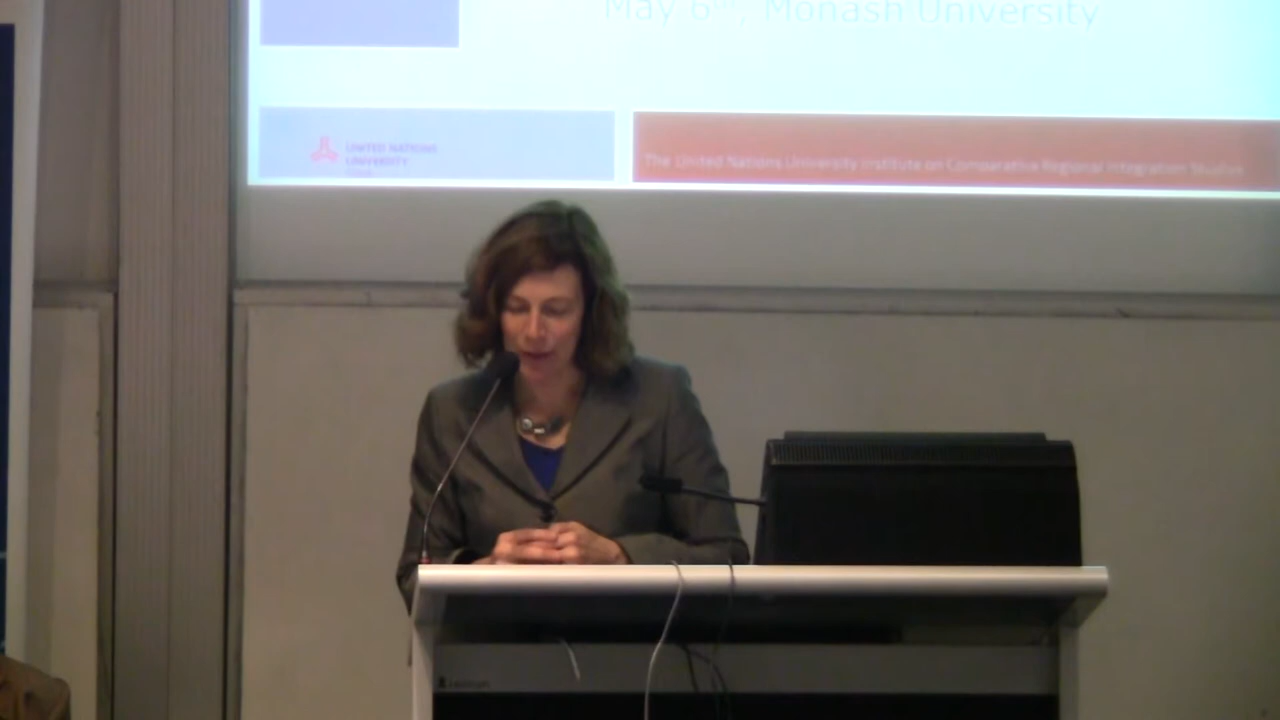 May 6th, Monash University
UNITED NATIONS
UNIVERSITY
The United Nations University Institute on Comparative Regional Integration Studies